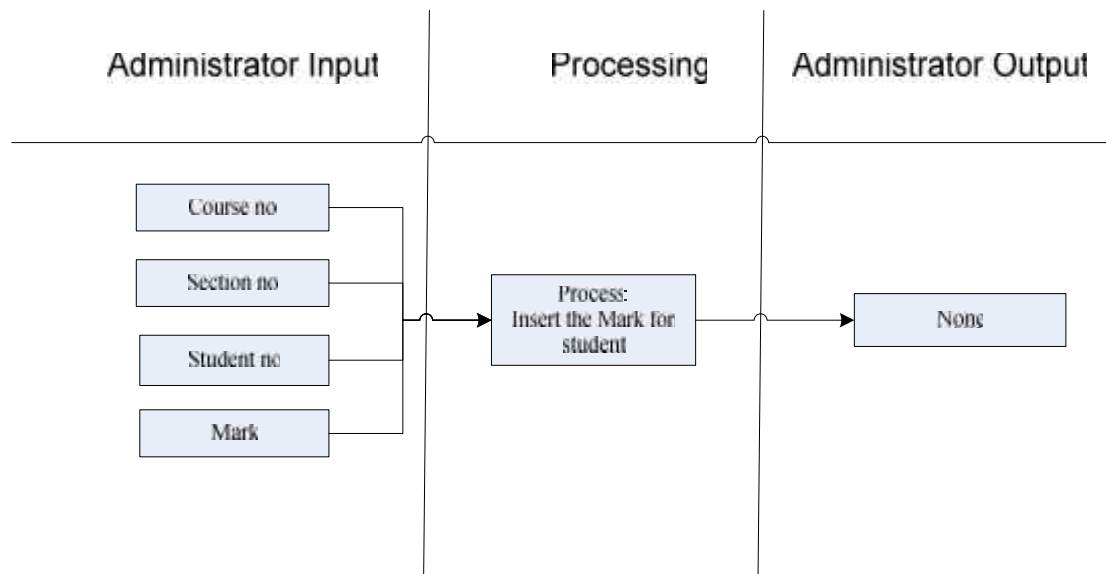 Administrator Input
Processing
Administrator Output
Course no
Section no
Student no
Mark
Process:
Insert the Mark for
student
None